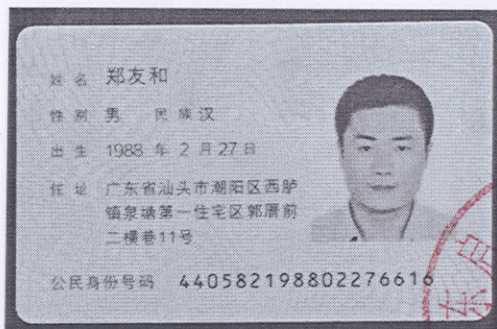 姓名 郑友和
性别 男 民族 汉
出生 1988 年 2 月 27 日
住址 广东省汕头市潮阳区西胪
镇泉塘第一住宅区郭厝前
二横巷11号
公民身份号码 440582198802276616